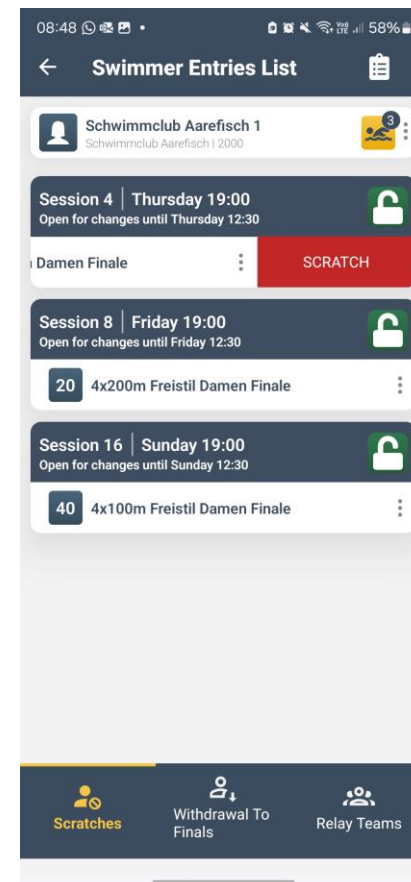 08:48 58%
Swimmer Entries List
Schwimmclub Aarefisch 1
3
Schwimmclub Aarefisch | 2000
Session 4 | Thursday 19:00
Open for changes until Thursday 12:30
Damen Finale
SCRATCH
Session 8 | Friday 19:00
Open for changes until Friday 12:30
20 4x200m Freistil Damen Finale
Session 16 | Sunday 19:00
Open for changes until Sunday 12:30
40 4x100m Freistil Damen Finale
Scratches
Withdrawal To
Finals
Relay Teams